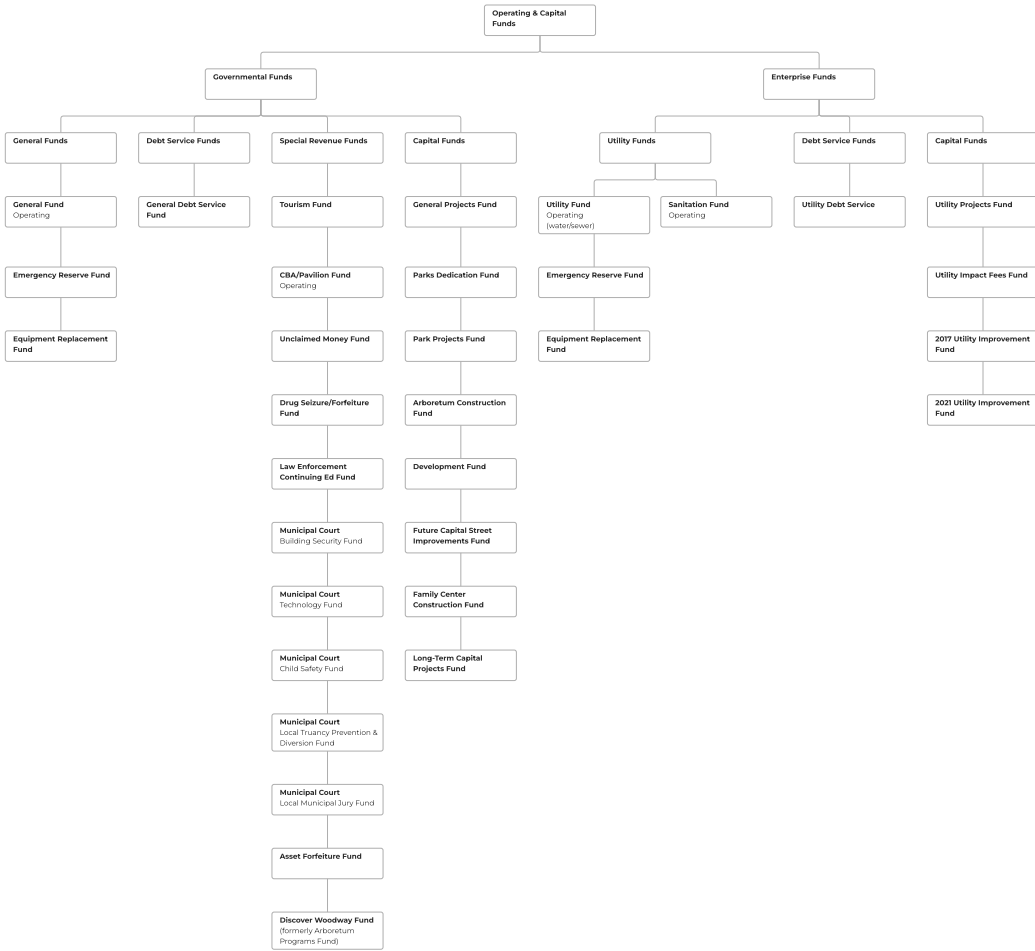 Operating & Capital
Funds
Governmental Funds
Enterprise Funds
General Funds
Debt Service Funds
Special Revenue Funds
Capital Funds
Utility Funds
Debt Service Funds
Capital Funds
General Fund
Operating
General Debt Service
Fund
Tourism Fund
General Projects Fund
Utility Fund
Operating
(water/sewer)
Sanitation Fund
Operating
Utility Debt Service
Utility Projects Fund
Emergency Reserve Fund
CBA/Pavilion Fund
Operating
Parks Dedication Fund
Emergency Reserve Fund
Utility Impact Fees Fund
Equipment Replacement
Fund
Unclaimed Money Fund
Park Projects Fund
Equipment Replacement
Fund
2017 Utility Improvement
Fund
Drug Seizure/Forfeiture
Fund
Arboretum Construction
Fund
2021 Utility Improvement
Fund
Law Enforcement
Continuing Ed Fund
Development Fund
Municipal Court
Building Security Fund
Future Capital Street
Improvements Fund
Municipal Court
Technology Fund
Family Center
Construction Fund
Municipal Court
Child Safety Fund
Long-Term Capital
Projects Fund
Municipal Court
Local Truancy Prevention &
Diversion Fund
Municipal Court
Local Municipal Jury Fund
Asset Forfeiture Fund
Discover Woodway Fund
(formerly Arboretum
Programs Fund)